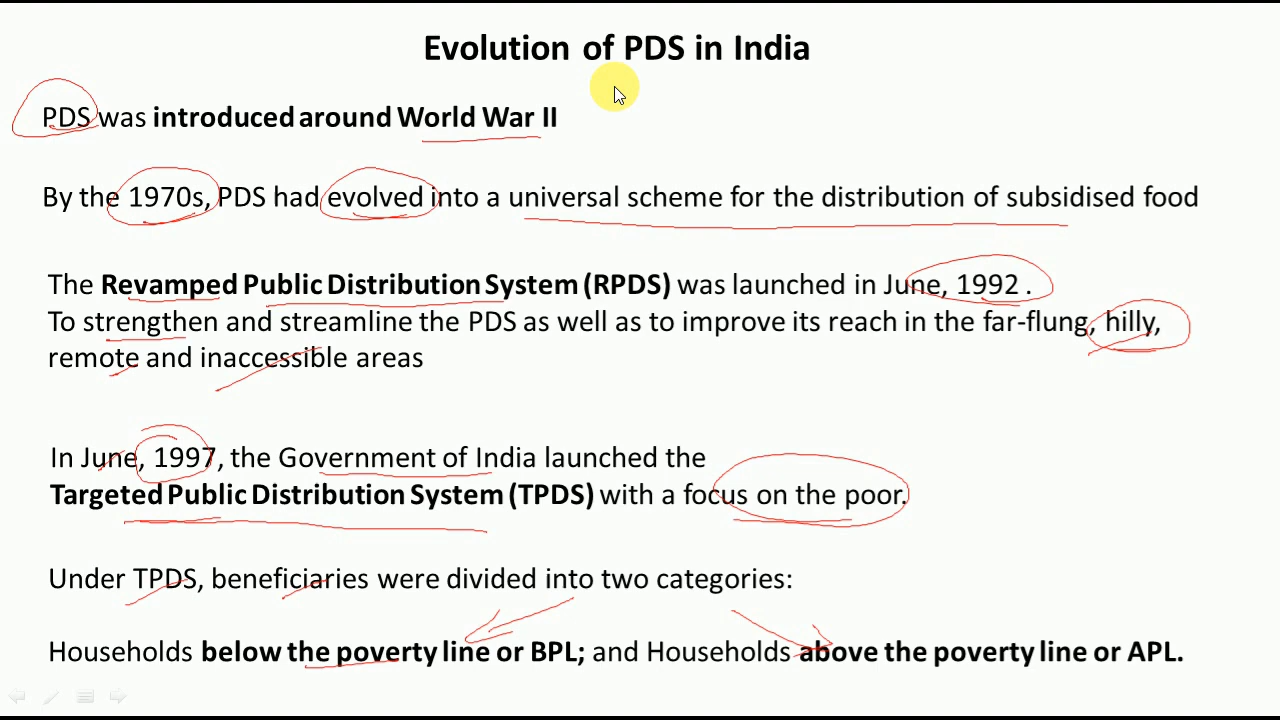 Evolution of PDS in India
PDS was introduced around World War II
By the 1970s, PDS had evolved into a universal scheme for the distribution of subsidised food
The Revamped Public Distribution System (RPDS) was launched in June, 1992 .
To strengthen and streamline the PDS as well as to improve its reach in the far-flung, hilly,
remote and inaccessible areas
In June, 1997, the Government of India launched the
Targeted Public Distribution System (TPDS) with a focus on the poor.
Under TPDS, beneficiaries were divided into two categories:
Households below the poverty line or BPL; and Households above the poverty line or APL.